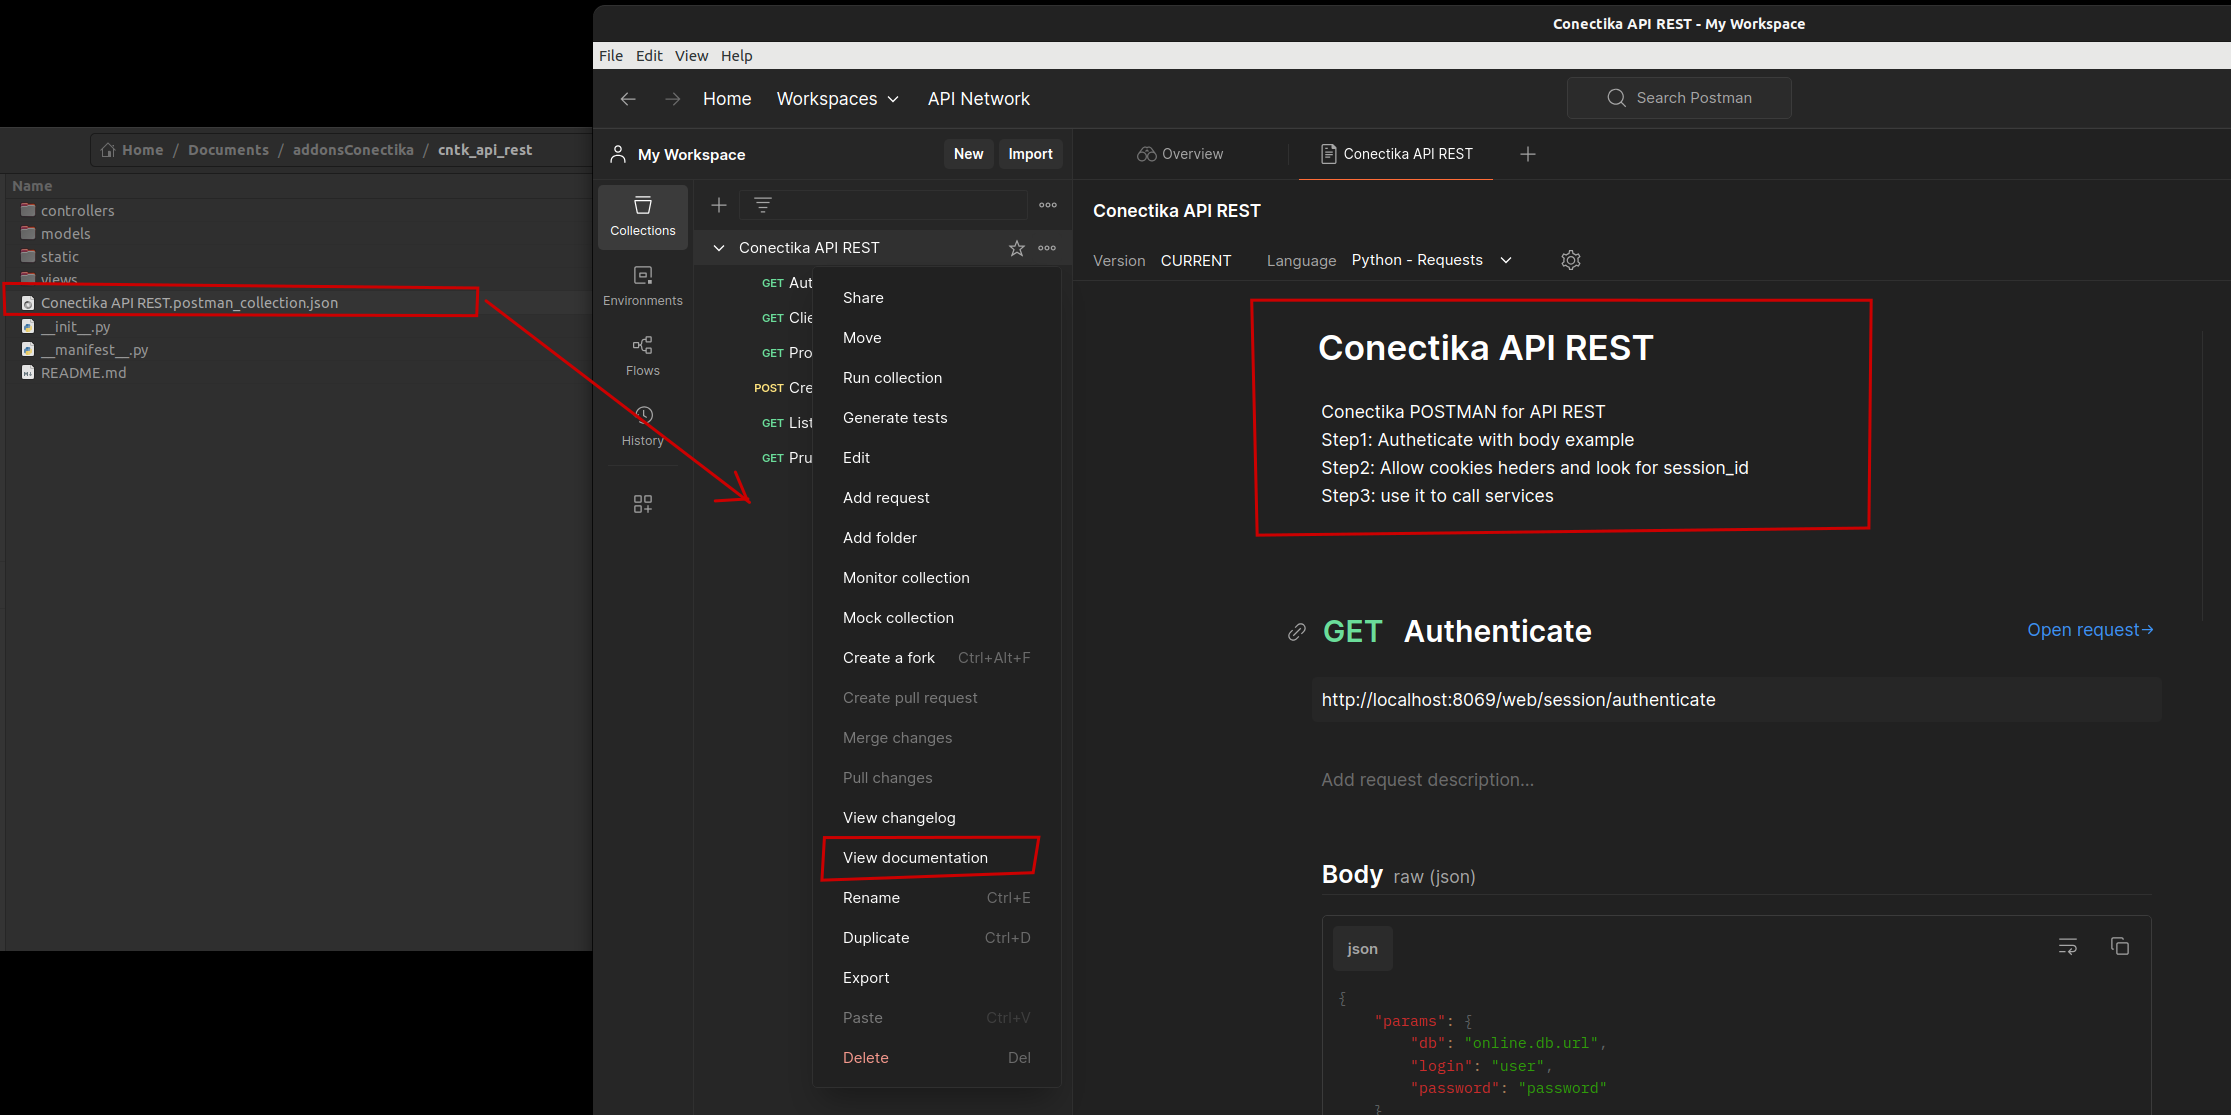 Conectika API REST - My Workspace
File Edit View Help
Home Workspaces API Network
Search Postman
Home / Documents / addonsConectika / cntk_api_rest
Name
controllers
models
static
views
Conectika API REST.postman_collection.json
__init__.py
__manifest__.py
README.md
My Workspace New Import
Collections
Environments
Flows
History
Conectika API REST
GET Aut
GET Clie
GET Pro
POST Cre
GET List
GET Pru
Share
Move
Run collection
Generate tests
Edit
Add request
Add folder
Monitor collection
Mock collection
Create a fork Ctrl+Alt+F
Create pull request
Merge changes
Pull changes
View changelog
View documentation
Rename Ctrl+E
Duplicate Ctrl+D
Export
Paste Ctrl+V
Delete Del
Overview Conectika API REST
Conectika API REST
Version CURRENT Language Python - Requests
Conectika API REST
Conectika POSTMAN for API REST
Step1: Autheticate with body example
Step2: Allow cookies heders and look for session_id
Step3: use it to call services
GET Authenticate Open request→
http://localhost:8069/web/session/authenticate
Add request description...
Body raw (json)
json
{
"params": {
"db": "online.db.url",
"login": "user",
"password": "password"
}